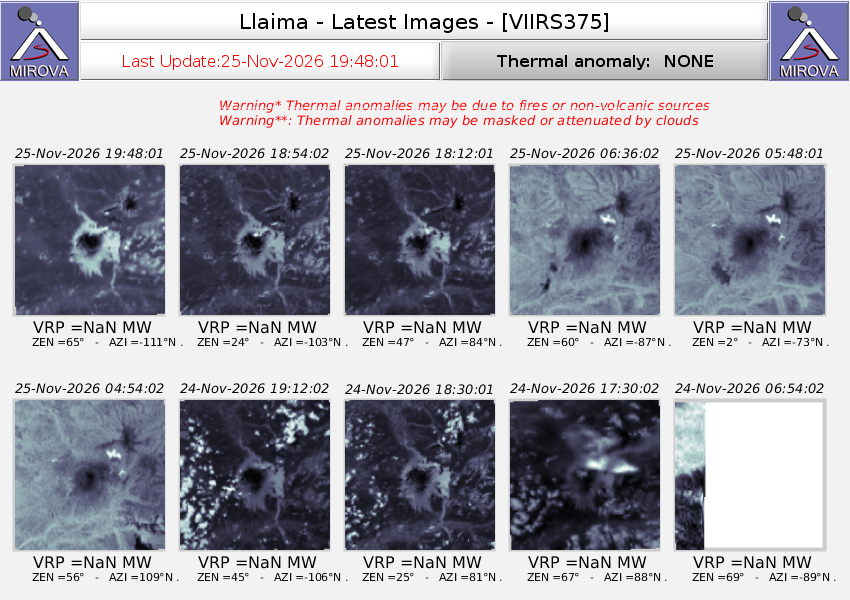 Llaima - Latest Images - [VIIRS375]
MIROVA
Last Update:25-Nov-2026 19:48:01
Thermal anomaly: NONE
MIROVA
Warning* Thermal anomalies may be due to fires or non-volcanic sources
Warning**: Thermal anomalies may be masked or attenuated by clouds
25-Nov-2026 19:48:01 25-Nov-2026 18:54:02 25-Nov-2026 18:12:01 25-Nov-2026 06:36:02 25-Nov-2026 05:48:01
VRP =NaN MW VRP =NaN MW VRP =NaN MW VRP =NaN MW VRP =NaN MW
ZEN =65° - AZI =-111°N . ZEN =24° - AZI =-103°N . ZEN =47° - AZI =84°N . ZEN =60° - AZI =-87°N . ZEN =2° - AZI =-73°N .
25-Nov-2026 04:54:02 24-Nov-2026 19:12:02 24-Nov-2026 18:30:01 24-Nov-2026 17:30:02 24-Nov-2026 06:54:02
VRP =NaN MW VRP =NaN MW VRP =NaN MW VRP =NaN MW VRP =NaN MW
ZEN =56° - AZI =109°N . ZEN =45° - AZI =-106°N . ZEN =25° - AZI =81°N . ZEN =67° - AZI =88°N . ZEN =69° - AZI =-89°N .